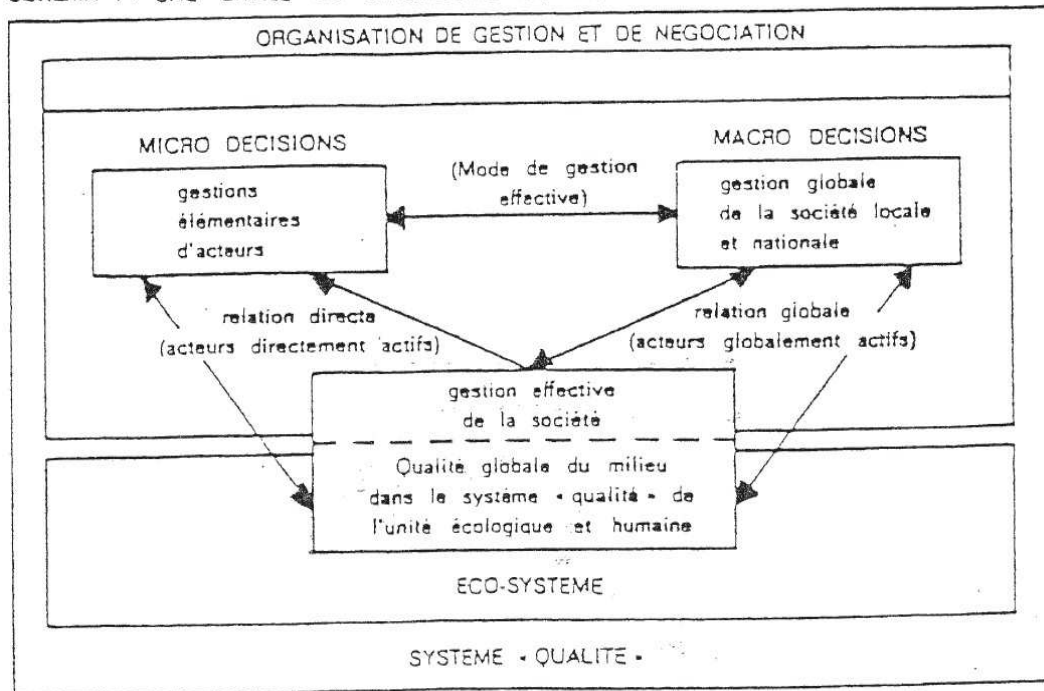 ORGANISATION DE GESTION ET DE NEGOCIATION
MICRO DECISIONS
MACRO DECISIONS
gestions
élémentaires
d'acteurs
(Mode de gestion
effective)
gestion globale
de la société locale
et nationale
relation directe
(acteurs directement actifs)
relation globale
(acteurs globalement actifs)
gestion effective
de la société
Qualité globale du milieu
dans le système « qualité » de
l'unité écologique et humaine
ECO-SYSTEME
SYSTEME « QUALITE »